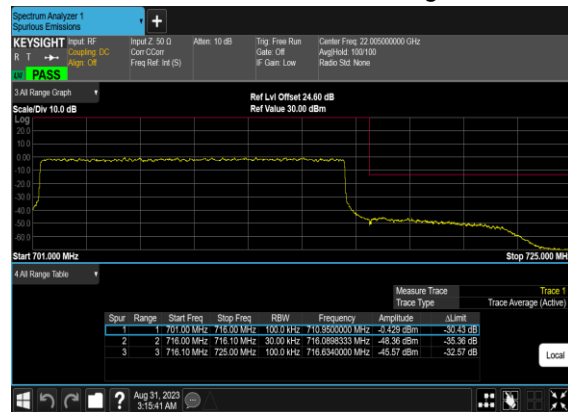 Spectrum Analyzer 1
Spurious Emissions
+
KEYSIGHT Input: RF Input Z: 50 Ω Atten: 10 dB Trig: Free Run Center Freq: 22.005000000 GHz
R T Coupling: DC Corr CCorr Gate: Off Avg|Hold: 100/100
Align: Off Freq Ref: Int (S) IF Gain: Low Radio Std: None
LW PASS
3 All Range Graph
Ref Lvl Offset 24.60 dB
Scale/Div 10.0 dB Ref Value 30.00 dBm
Log
20.0
10.0
0.00
-10.0
-20.0
-30.0
-40.0
-50.0
-60.0
Start 701.000 MHz Stop 725.000 MH
4 All Range Table
Measure Trace Trace 1
Trace Type Trace Average (Active)
Spur Range Start Freq Stop Freq RBW Frequency Amplitude ΔLimit
1 1 701.00 MHz 716.00 MHz 100.0 kHz 710.9500000 MHz -0.429 dBm -30.43 dB
2 2 716.00 MHz 716.10 MHz 30.00 kHz 716.0898333 MHz -48.36 dBm -35.36 dB
3 3 716.10 MHz 725.00 MHz 100.0 kHz 716.6340000 MHz -45.57 dBm -32.57 dB
Local
? Aug 31, 2023
3:15:41 AM